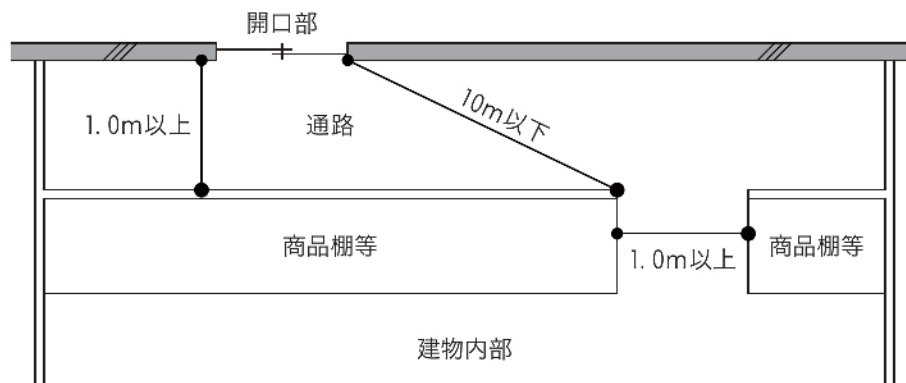 開口部
1.0m以上
通路
10m以下
商品棚等
1.0m以上
商品棚等
建物内部